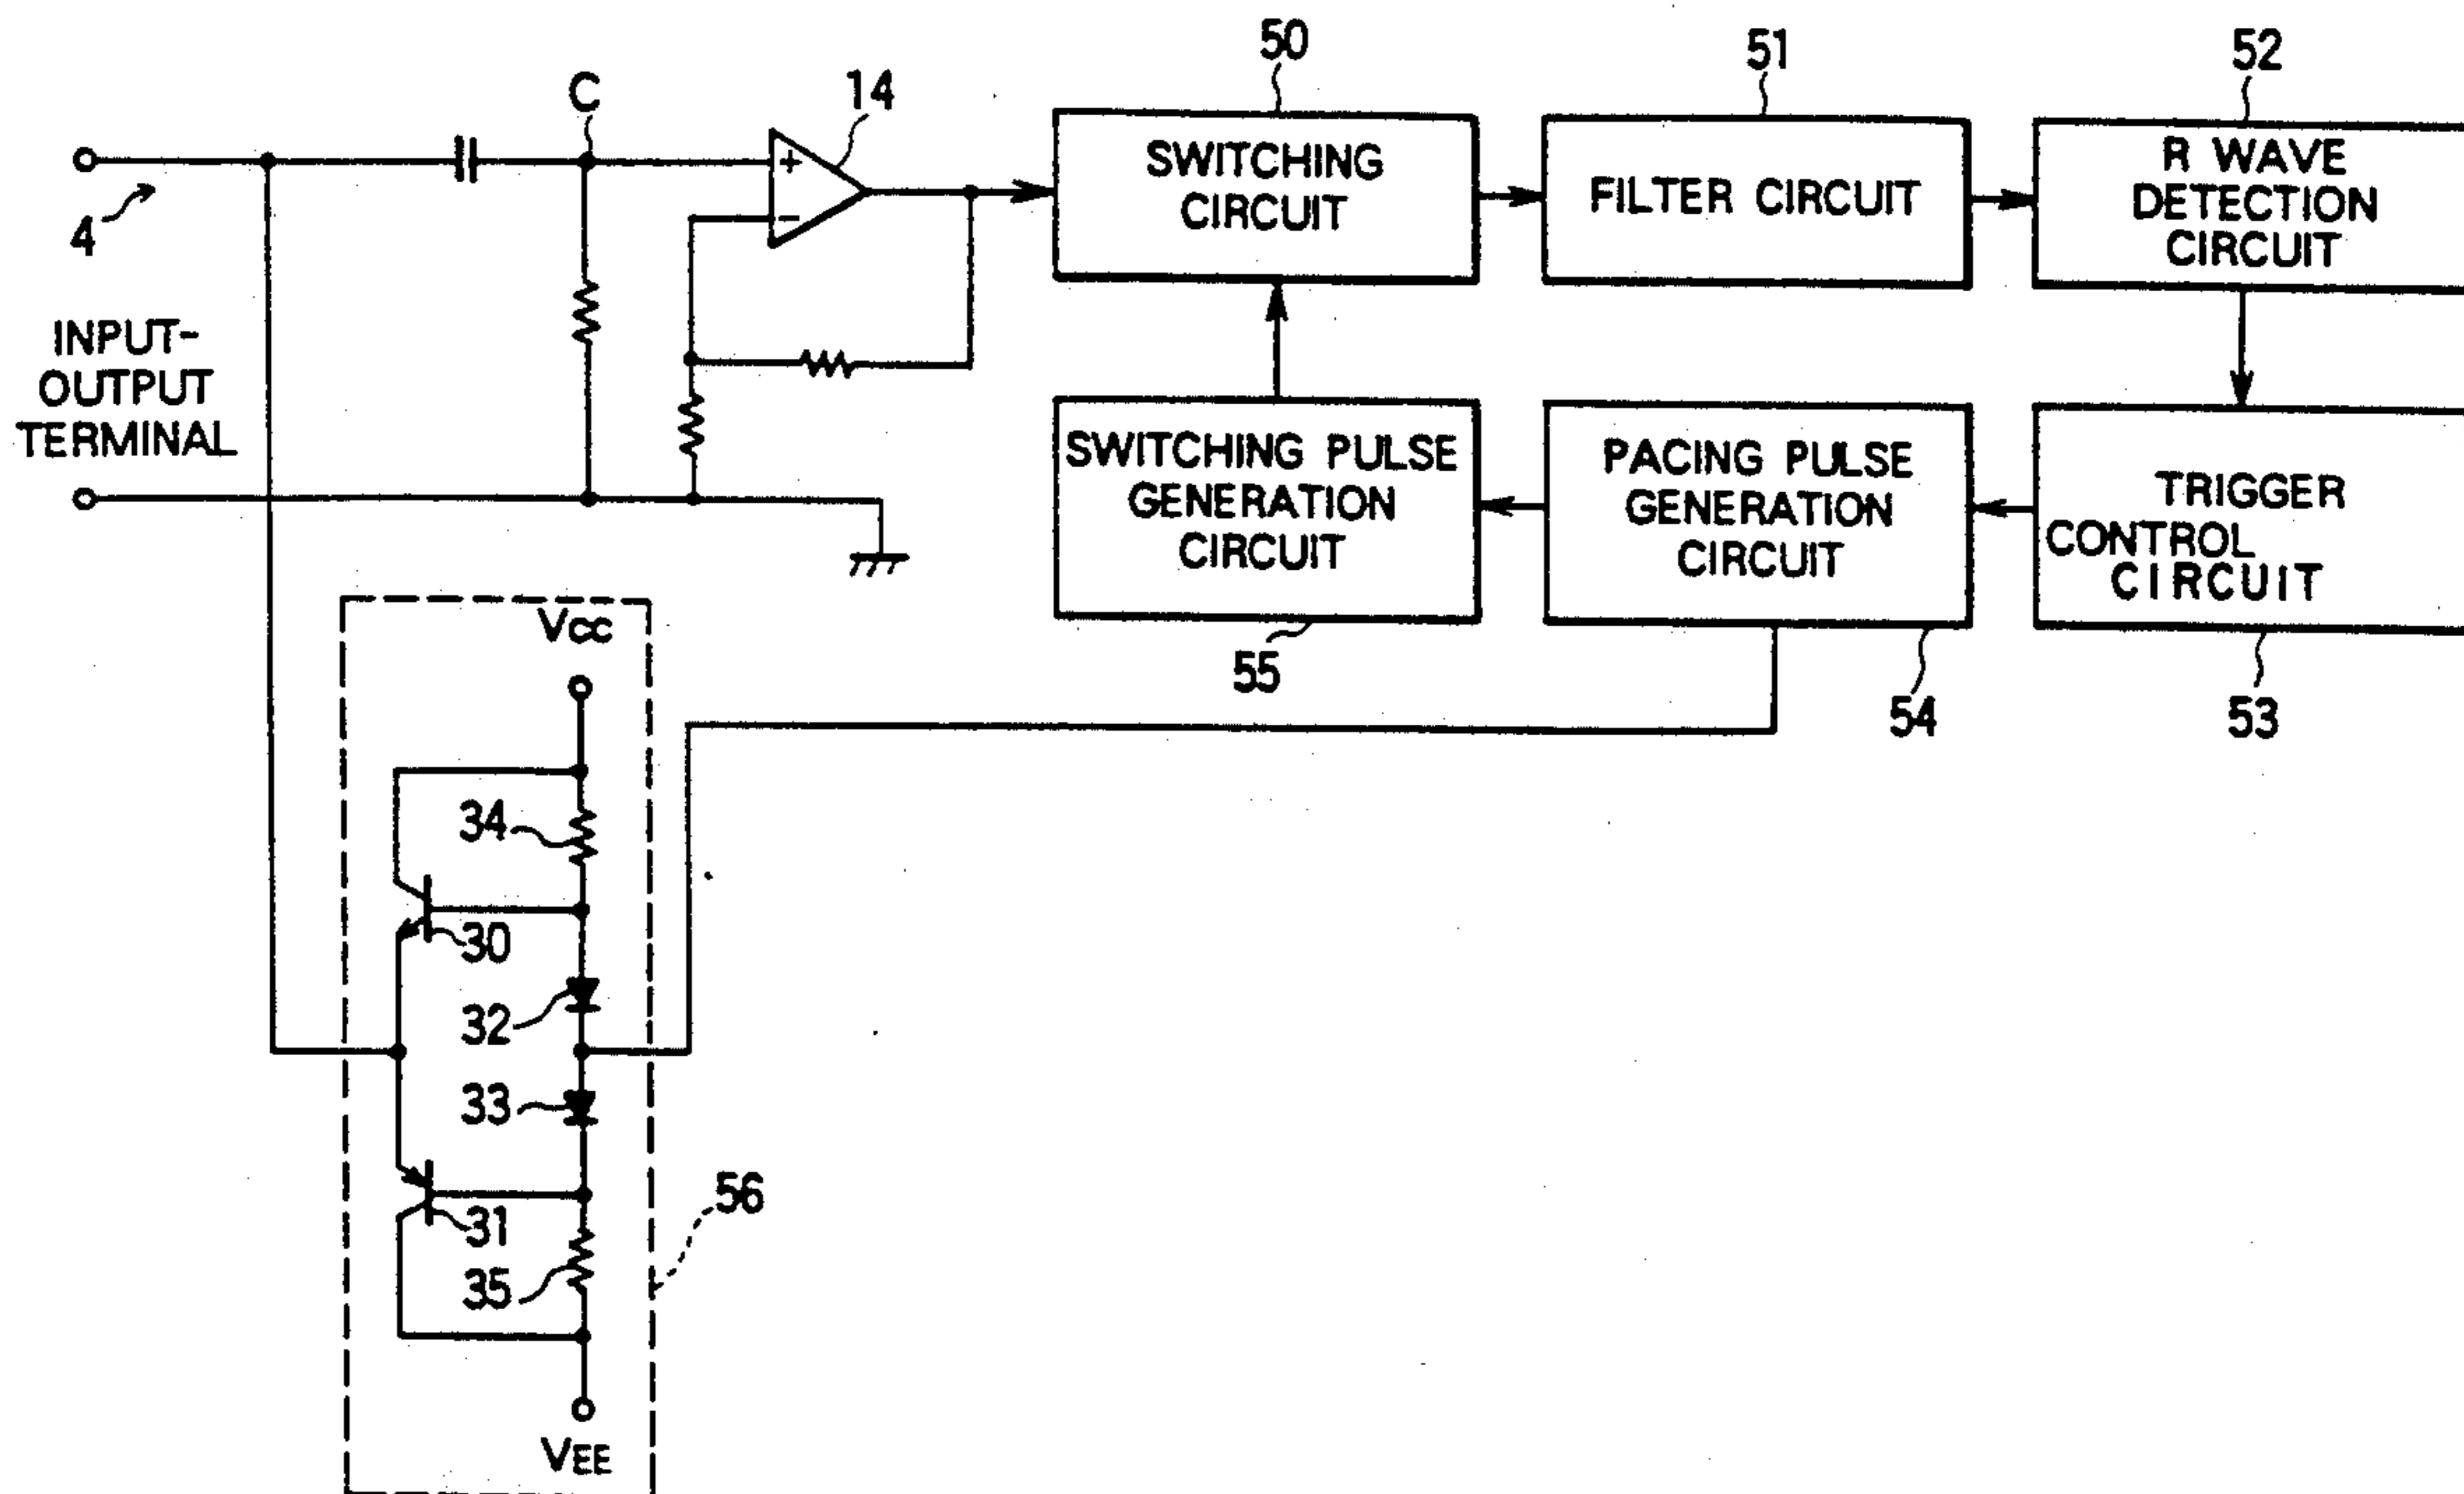 50
51
52
C
14
SWITCHING
CIRCUIT
FILTER CIRCUIT
R WAVE
DETECTION
CIRCUIT
+
−
4
INPUT-
OUTPUT
TERMINAL
SWITCHING PULSE
GENERATION
CIRCUIT
PACING PULSE
GENERATION
CIRCUIT
TRIGGER
CONTROL
CIRCUIT
55
54
53
VCC
34
30
32
33
31
35
56
VEE